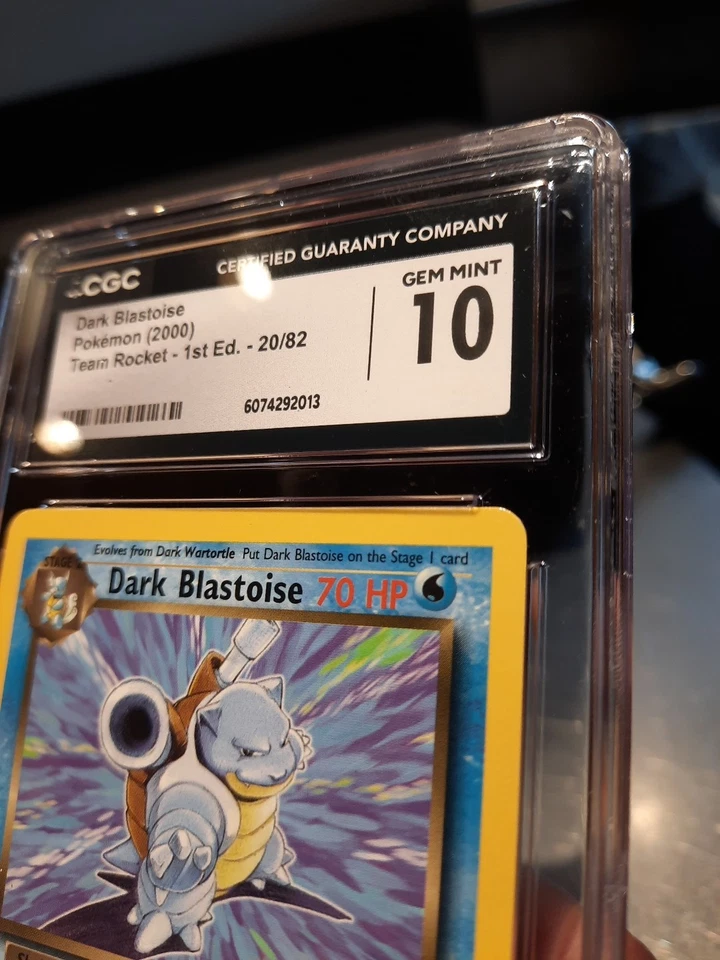 CGC
CERTIFIED GUARANTY COMPANY
Dark Blastoise
Pokémon (2000)
Team Rocket - 1st Ed. - 20/82
GEM MINT
10
6074292013
Evolves from Dark Wartortle Put Dark Blastoise on the Stage 1 card
STAGE
Dark Blastoise 70 HP